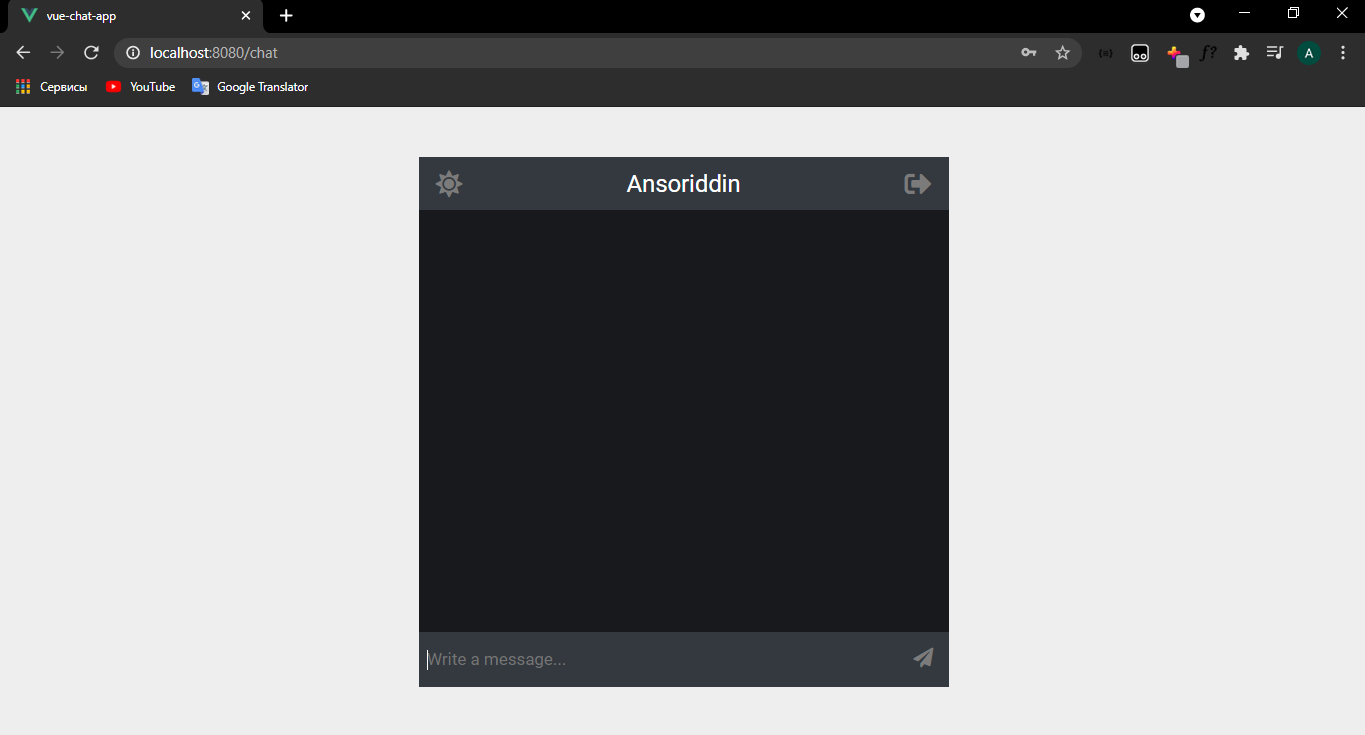 vue-chat-app
localhost:8080/chat
f?
A
Сервисы
YouTube
Google Translator
Ansoriddin
Write a message...